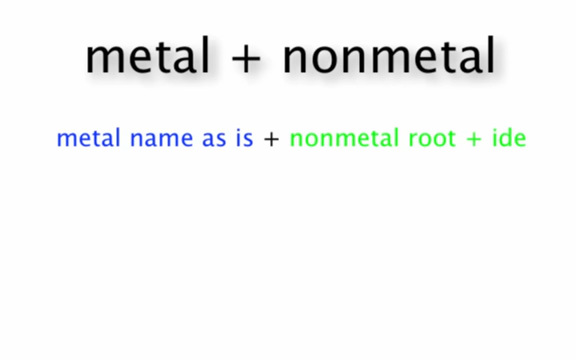 metal + nonmetal
metal name as is + nonmetal root + ide